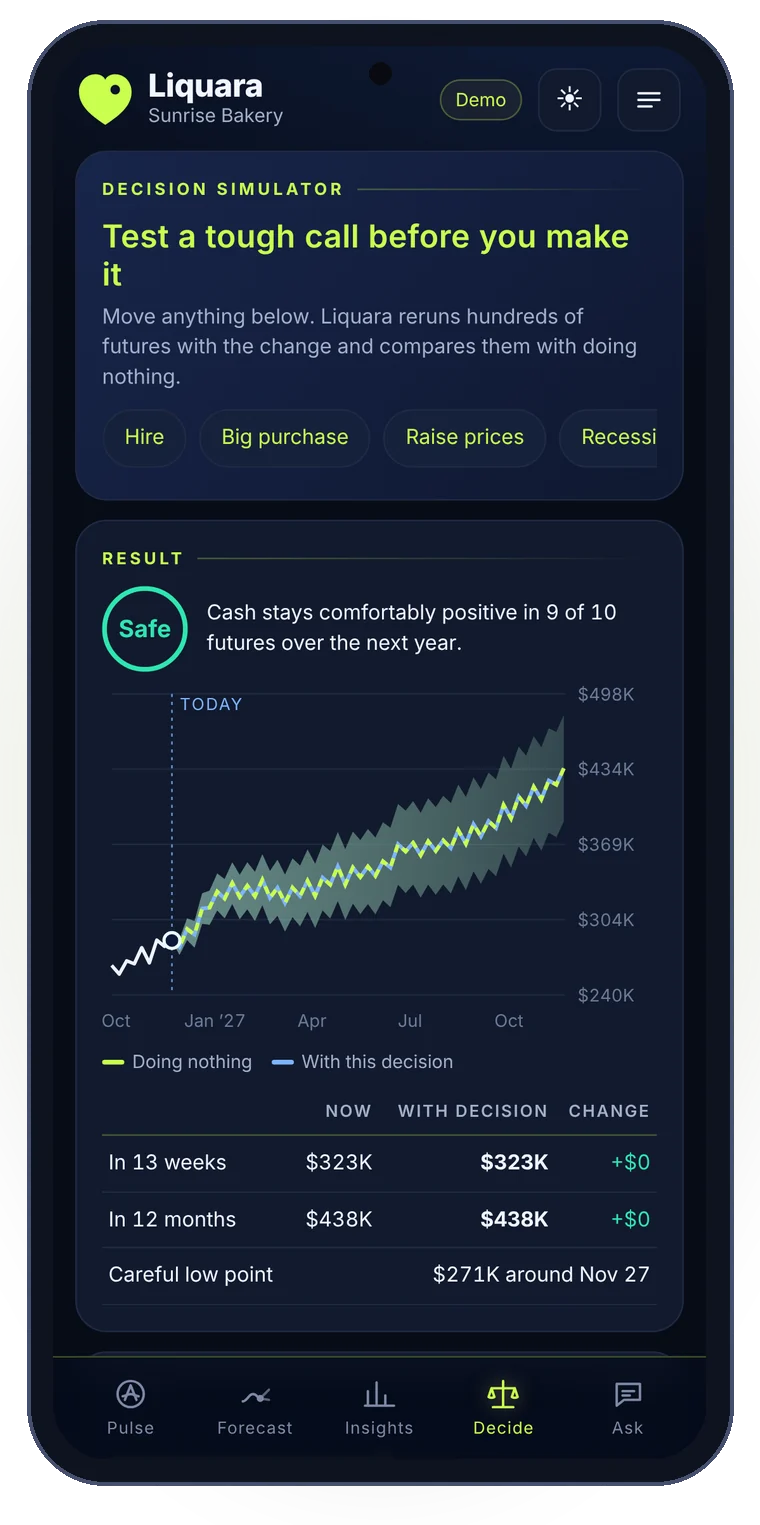 Liquara
Sunrise Bakery
Demo
DECISION SIMULATOR
Test a tough call before you make
it
Move anything below. Liquara reruns hundreds of
futures with the change and compares them with doing
nothing.
Hire
Big purchase
Raise prices
Recessi
RESULT
Safe
Cash stays comfortably positive in 9 of 10
futures over the next year.
TODAY
$498K
$434K
$369K
$304K
$240K
Oct Jan ’27 Apr Jul Oct
Doing nothing With this decision
NOW WITH DECISION CHANGE
In 13 weeks $323K $323K +$0
In 12 months $438K $438K +$0
Careful low point $271K around Nov 27
Pulse Forecast Insights Decide Ask